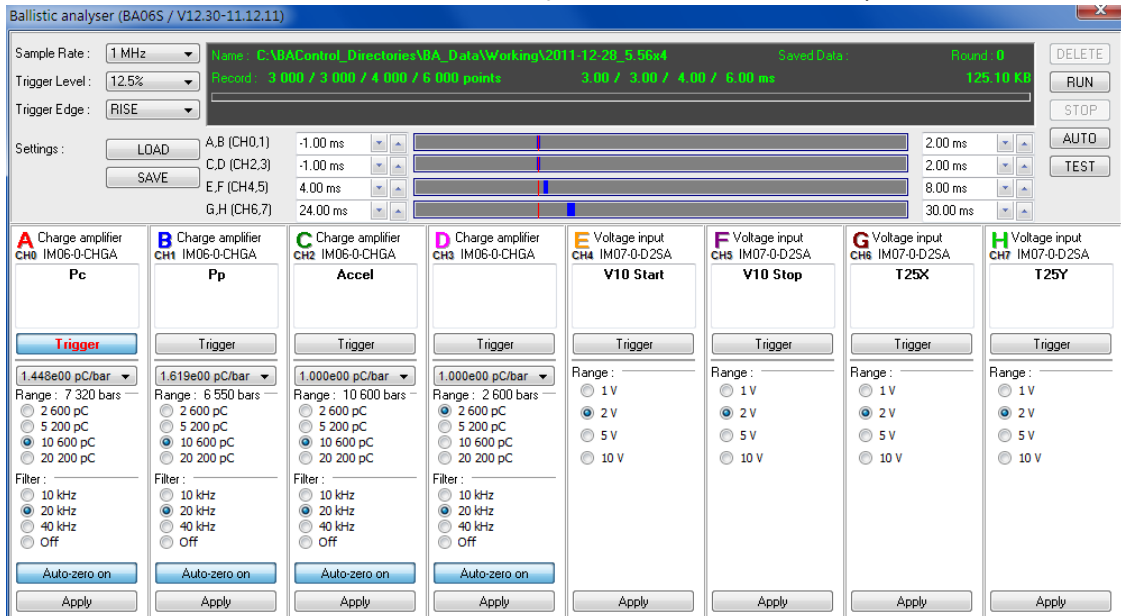 Ballistic analyser (BA06S / V12.30-11.12.11)
Sample Rate : 1 MHz
Name : C:\BAControl_Directories\BA_Data\Working\2011-12-28_5.56x4 Saved Data : Round : 0
DELETE
Trigger Level : 12.5%
Record : 3 000 / 3 000 / 4 000 / 6 000 points 3.00 / 3.00 / 4.00 / 6.00 ms 125.10 KB
RUN
Trigger Edge : RISE
STOP
Settings : LOAD
A,B (CH0,1) -1.00 ms 2.00 ms
AUTO
C,D (CH2,3) -1.00 ms 2.00 ms
TEST
SAVE
E,F (CH4,5) 4.00 ms 8.00 ms
G,H (CH6,7) 24.00 ms 30.00 ms
A Charge amplifier
CH0 IM06-0-CHGA
Pc
Trigger
1.448e00 pC/bar
Range : 7 320 bars
2 600 pC
5 200 pC
10 600 pC
20 200 pC
Filter :
10 kHz
20 kHz
40 kHz
Off
Auto-zero on
Apply
B Charge amplifier
CH1 IM06-0-CHGA
Pp
Trigger
1.619e00 pC/bar
Range : 6 550 bars
2 600 pC
5 200 pC
10 600 pC
20 200 pC
Filter :
10 kHz
20 kHz
40 kHz
Off
Auto-zero on
Apply
C Charge amplifier
CH2 IM06-0-CHGA
Accel
Trigger
1.000e00 pC/bar
Range : 10 600 bars
2 600 pC
5 200 pC
10 600 pC
20 200 pC
Filter :
10 kHz
20 kHz
40 kHz
Off
Auto-zero on
Apply
D Charge amplifier
CH3 IM06-0-CHGA
Trigger
1.000e00 pC/bar
Range : 2 600 bars
2 600 pC
5 200 pC
10 600 pC
20 200 pC
Filter :
10 kHz
20 kHz
40 kHz
Off
Auto-zero on
Apply
E Voltage input
CH4 IM07-0-D2SA
V10 Start
Trigger
Range :
1 V
2 V
5 V
10 V
Apply
F Voltage input
CH5 IM07-0-D2SA
V10 Stop
Trigger
Range :
1 V
2 V
5 V
10 V
Apply
G Voltage input
CH6 IM07-0-D2SA
T25X
Trigger
Range :
1 V
2 V
5 V
10 V
Apply
H Voltage input
CH7 IM07-0-D2SA
T25Y
Trigger
Range :
1 V
2 V
5 V
10 V
Apply